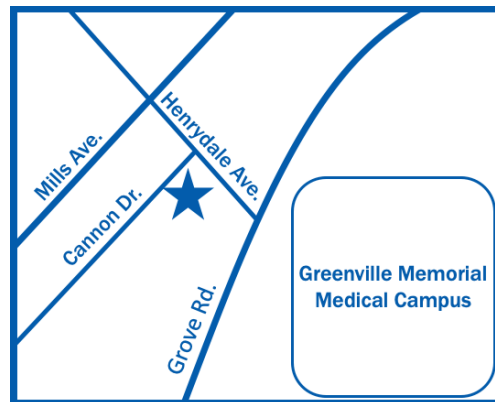 Henrydale Ave.
Mills Ave.
Cannon Dr.
Grove Rd.
Greenville Memorial
Medical Campus